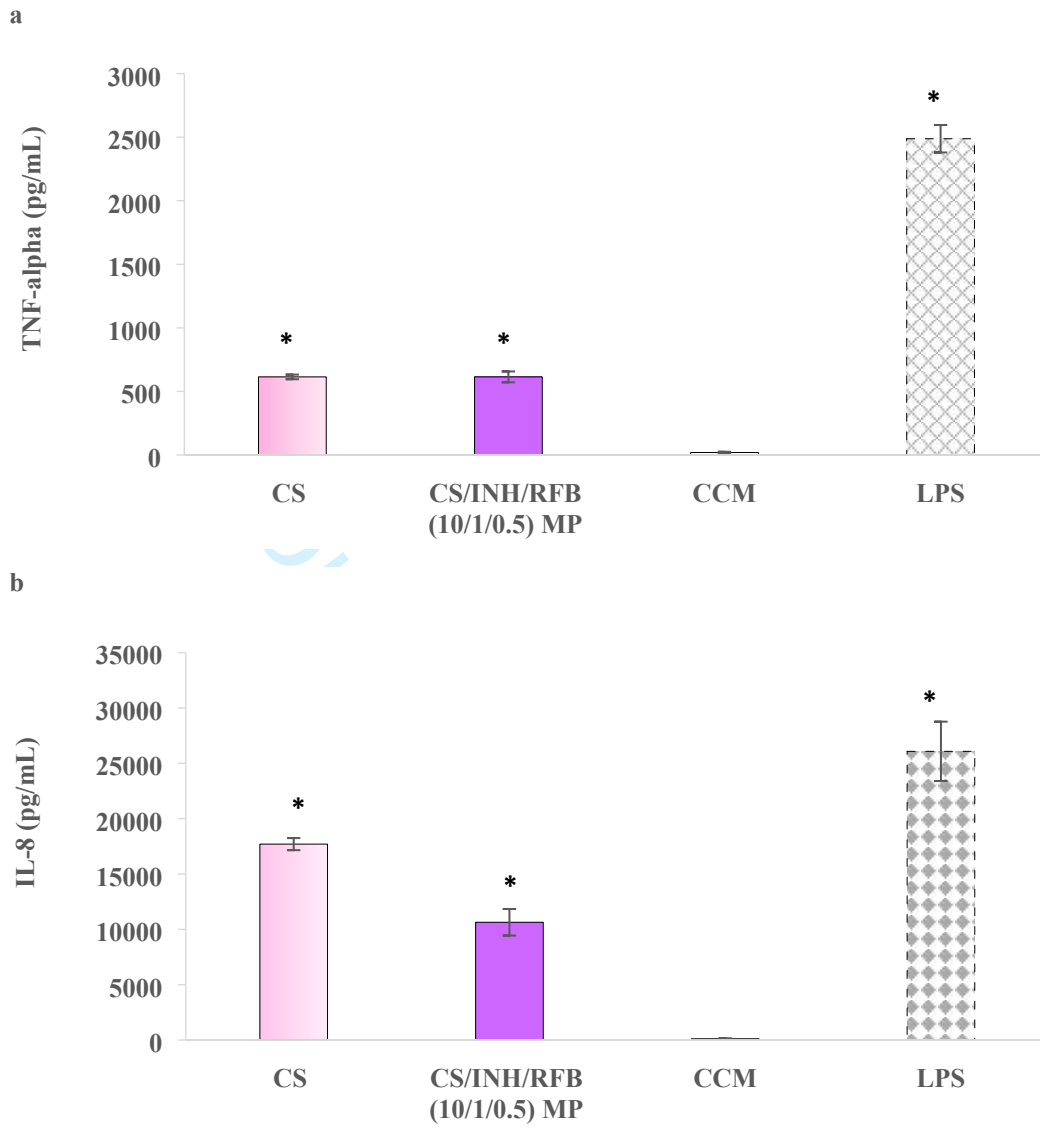 a
3000
2500
2000
1500
1000
500
0
TNF-alpha (pg/mL)
*
*
*
CS
CS/INH/RFB
(10/1/0.5) MP
CCM
LPS
b
35000
30000
25000
20000
15000
10000
5000
0
IL-8 (pg/mL)
*
*
*
CS
CS/INH/RFB
(10/1/0.5) MP
CCM
LPS